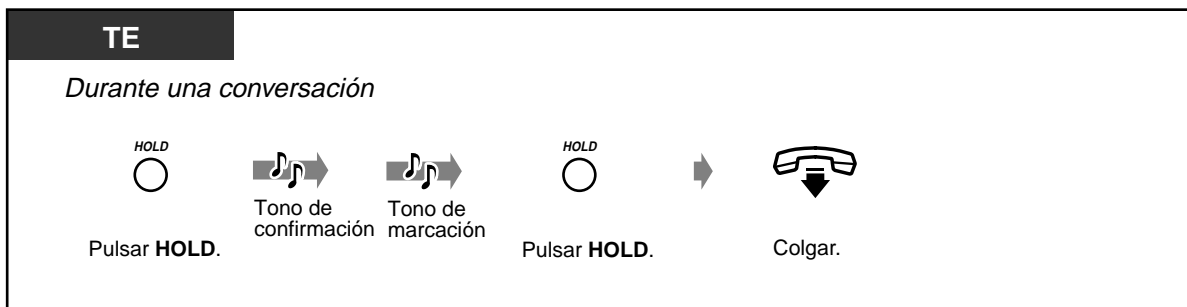 TE
Durante una conversación
HOLD
HOLD
Tono de
confirmación
Tono de
marcación
Pulsar HOLD.
Pulsar HOLD.
Colgar.